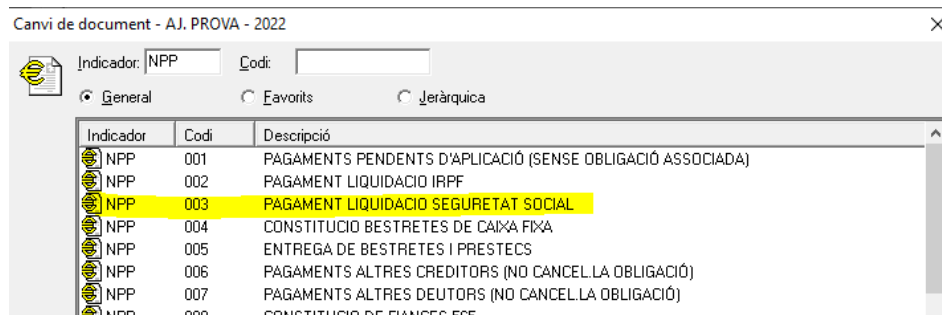 Canvi de document - AJ. PROVA - 2022
Indicador: NPP Codi:
General Favorits Jeràrquica
Indicador Codi Descripció
NPP 001 PAGAMENTS PENDENTS D'APLICACIÓ (SENSE OBLIGACIÓ ASSOCIADA)
NPP 002 PAGAMENT LIQUIDACIO IRPF
NPP 003 PAGAMENT LIQUIDACIO SEGURETAT SOCIAL
NPP 004 CONSTITUCIO BESTRETES DE CAIXA FIXA
NPP 005 ENTREGA DE BESTRETES I PRESTECS
NPP 006 PAGAMENTS ALTRES CREDITORS (NO CANCEL.LA OBLIGACIÓ)
NPP 007 PAGAMENTS ALTRES DEUTORS (NO CANCEL.LA OBLIGACIÓ)